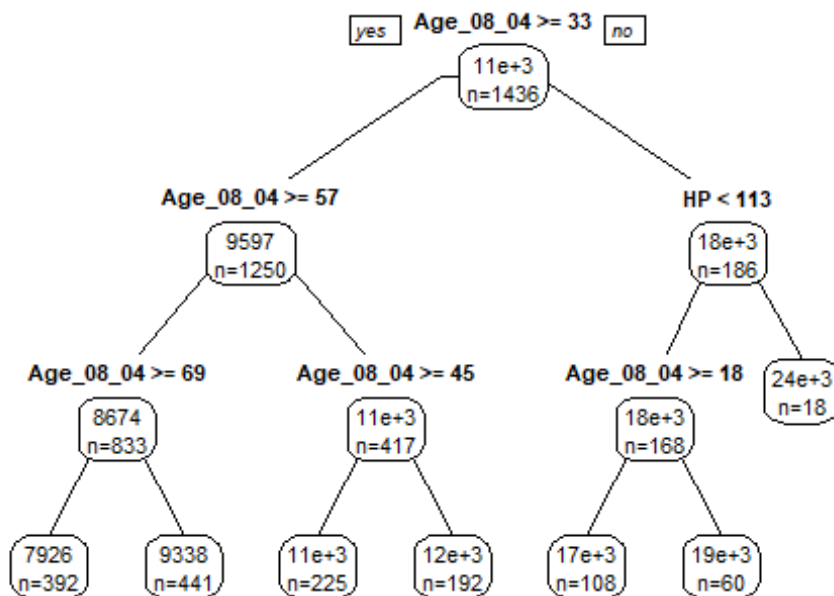 yes Age_08_04 >= 33 no
11e+3
n=1436
Age_08_04 >= 57 HP < 113
9597 18e+3
n=1250 n=186
Age_08_04 >= 69 Age_08_04 >= 45 Age_08_04 >= 18
8674 11e+3 18e+3 24e+3
n=833 n=417 n=168 n=18
7926 9338 11e+3 12e+3 17e+3 19e+3
n=392 n=441 n=225 n=192 n=108 n=60